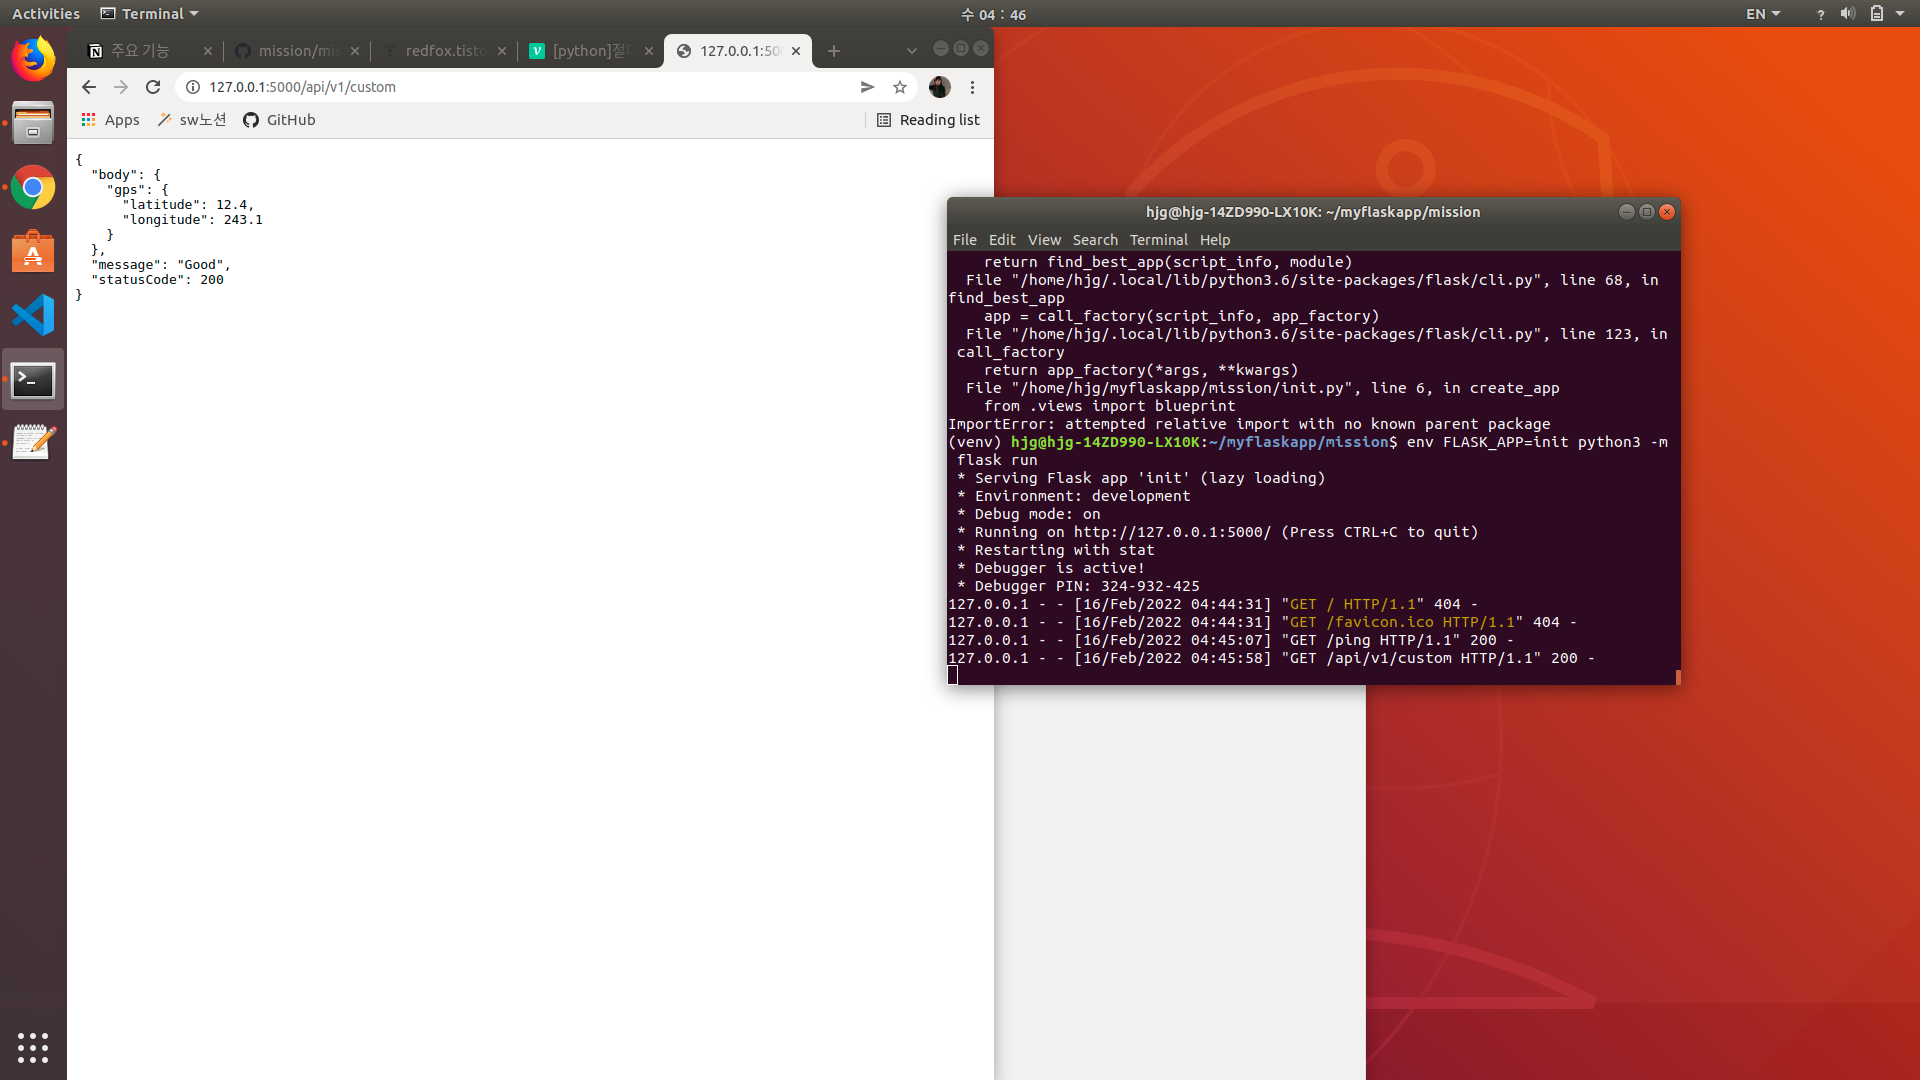 Activities
Terminal
수 04 : 46
EN
?
주요 기능
mission/mis
redfox.tisto
[python]절
127.0.0.1:50
127.0.0.1:5000/api/v1/custom
Apps
sw노션
GitHub
Reading list
{
"body": {
"gps": {
"latitude": 12.4,
"longitude": 243.1
}
},
"message": "Good",
"statusCode": 200
}
hjg@hjg-14ZD990-LX10K: ~/myflaskapp/mission
File Edit View Search Terminal Help
return find_best_app(script_info, module)
File "/home/hjg/.local/lib/python3.6/site-packages/flask/cli.py", line 68, in
find_best_app
app = call_factory(script_info, app_factory)
File "/home/hjg/.local/lib/python3.6/site-packages/flask/cli.py", line 123, in
call_factory
return app_factory(*args, **kwargs)
File "/home/hjg/myflaskapp/mission/init.py", line 6, in create_app
from .views import blueprint
ImportError: attempted relative import with no known parent package
(venv) hjg@hjg-14ZD990-LX10K:~/myflaskapp/mission$ env FLASK_APP=init python3 -m
flask run
* Serving Flask app 'init' (lazy loading)
* Environment: development
* Debug mode: on
* Running on http://127.0.0.1:5000/ (Press CTRL+C to quit)
* Restarting with stat
* Debugger is active!
* Debugger PIN: 324-932-425
127.0.0.1 - - [16/Feb/2022 04:44:31] "GET / HTTP/1.1" 404 -
127.0.0.1 - - [16/Feb/2022 04:44:31] "GET /favicon.ico HTTP/1.1" 404 -
127.0.0.1 - - [16/Feb/2022 04:45:07] "GET /ping HTTP/1.1" 200 -
127.0.0.1 - - [16/Feb/2022 04:45:58] "GET /api/v1/custom HTTP/1.1" 200 -